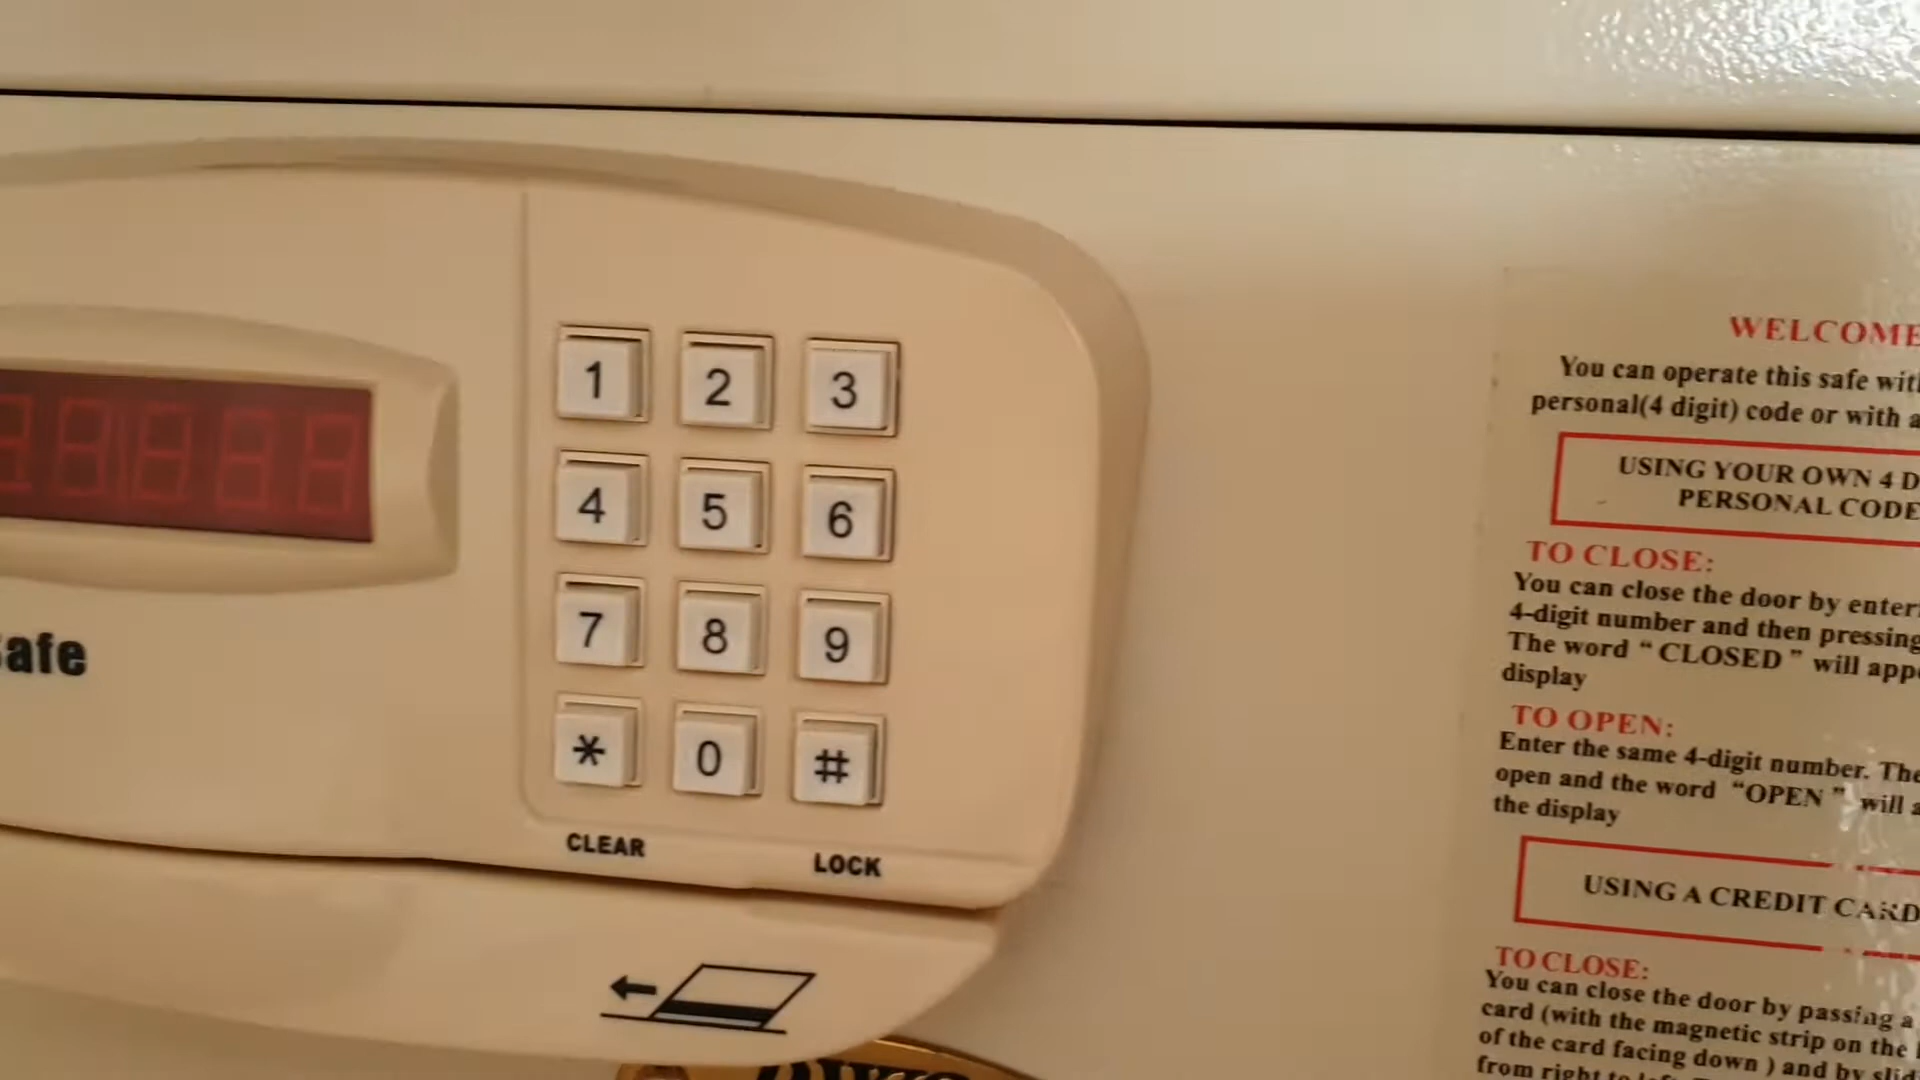 1 2 3
4 5 6
7 8 9
* 0 #
CLEAR LOCK
WELCOME
You can operate this safe
personal(4 digit) code or with a
USING YOUR OWN 4
PERSONAL CODE
TO CLOSE:
You can close the door by
4-digit number and then pressing
The word “ CLOSED ” will
display
TO OPEN:
Enter the same 4-digit number. The
open and the word “OPEN ” will
the display
USING A CREDIT CARD
TO CLOSE:
You can close the door by passing a
card (with the magnetic strip on the
of the card facing down ) and by
from right to